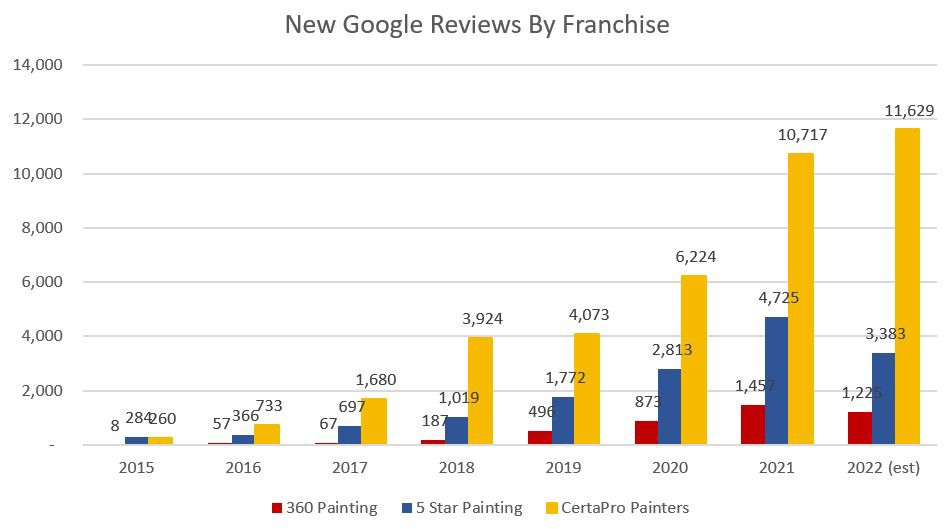 New Google Reviews By Franchise
14,000
12,000
10,000
8,000
6,000
4,000
2,000
-
8 284 260
57 366 733
67 697 1,680
187 1,019 3,924
496 1,772 4,073
873 2,813 6,224
1,457 4,725 10,717
1,225 3,383 11,629
2015 2016 2017 2018 2019 2020 2021 2022 (est)
360 Painting 5 Star Painting CertaPro Painters